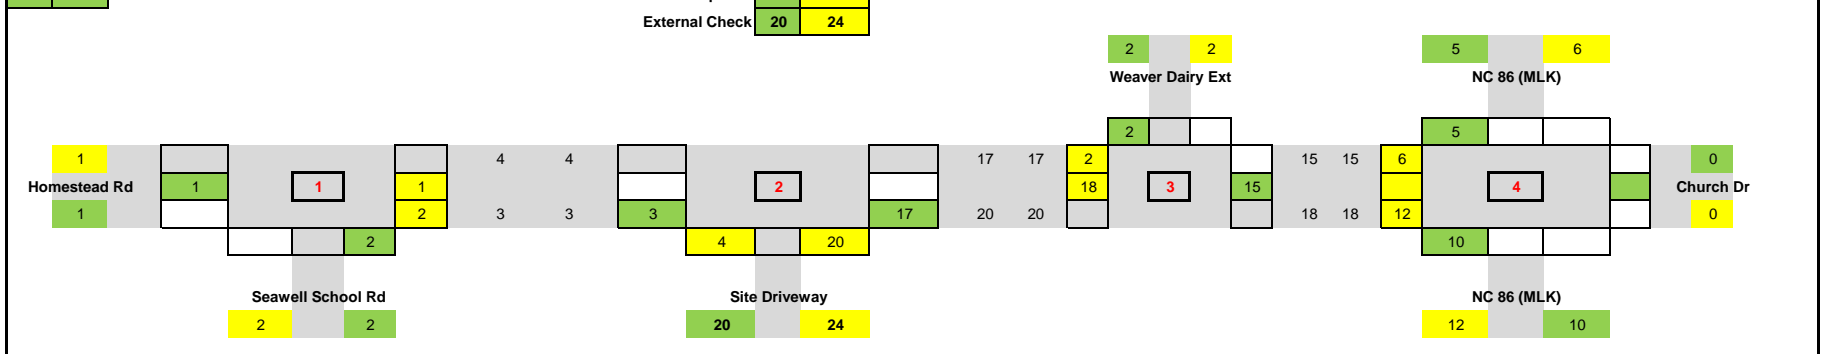 External Check 20 24
2 2 5 6
Weaver Dairy Ext NC 86 (MLK)
2 5
1 4 4 17 17 2 15 15 6 0
Homestead Rd 1 1 1 2 18 3 15 4 Church Dr
1 2 3 3 3 17 20 20 18 18 12 0
2 4 20 10
Seawell School Rd Site Driveway NC 86 (MLK)
2 2 20 24 12 10